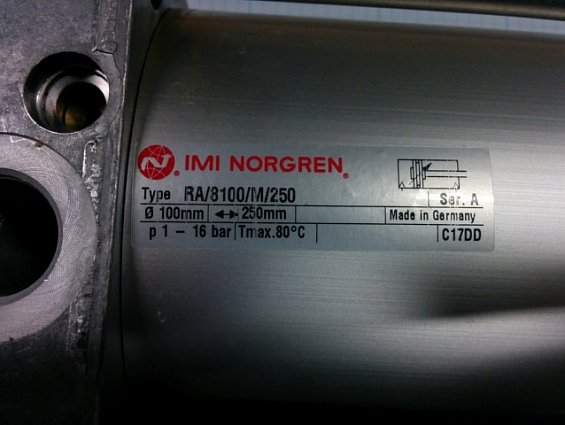 IMI NORGREN®
Type RA/8100/M/250 Ser. A
Ø 100mm ◂+▸ 250mm Made in Germany
p 1 – 16 bar Tmax.80°C C17DD